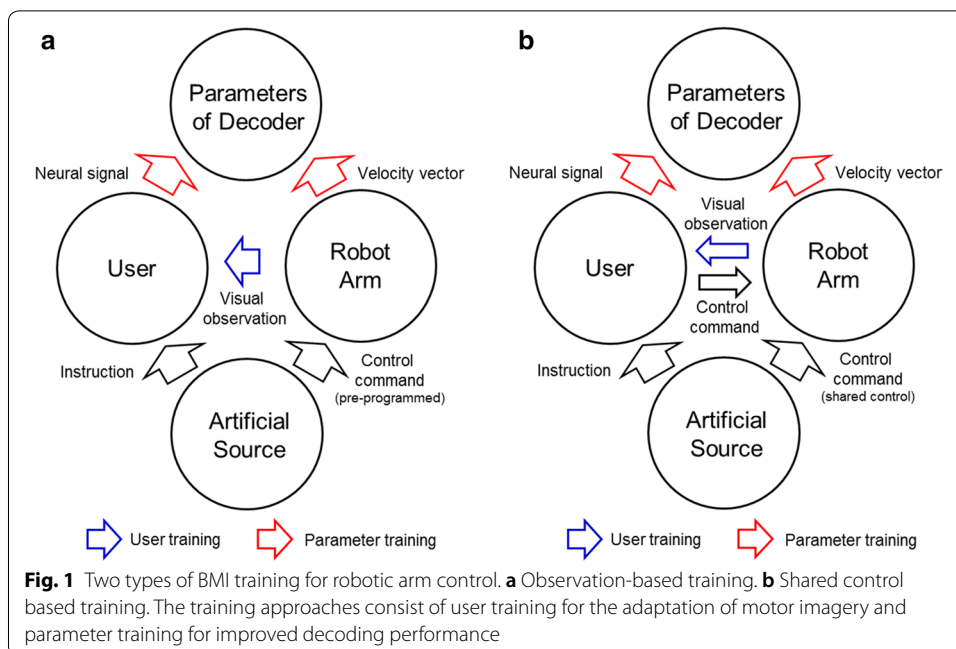 a
Parameters
of Decoder
Neural signal
Velocity vector
User
Robot
Arm
Visual
observation
Instruction
Control
command
(pre-programmed)
Artificial
Source
User training
Parameter training
b
Parameters
of Decoder
Neural signal
Velocity vector
Visual
observation
User
Robot
Arm
Control
command
Instruction
Control
command
(shared control)
Artificial
Source
User training
Parameter training
Fig. 1 Two types of BMI training for robotic arm control. a Observation-based training. b Shared control
based training. The training approaches consist of user training for the adaptation of motor imagery and
parameter training for improved decoding performance